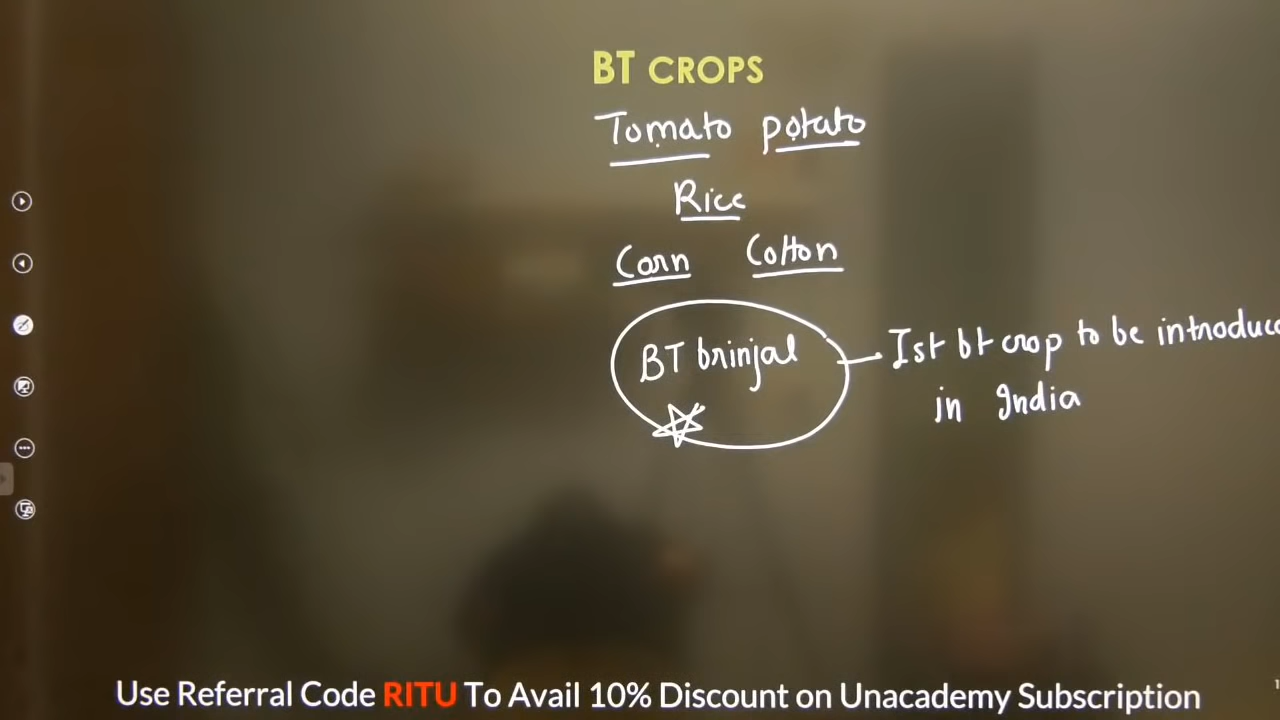 BT CROPS
Tomato potato
Rice
Corn Cotton
BT brinjal
Ist bt crop to be introduc
in India
Use Referral Code RITU To Avail 10% Discount on Unacademy Subscription
1